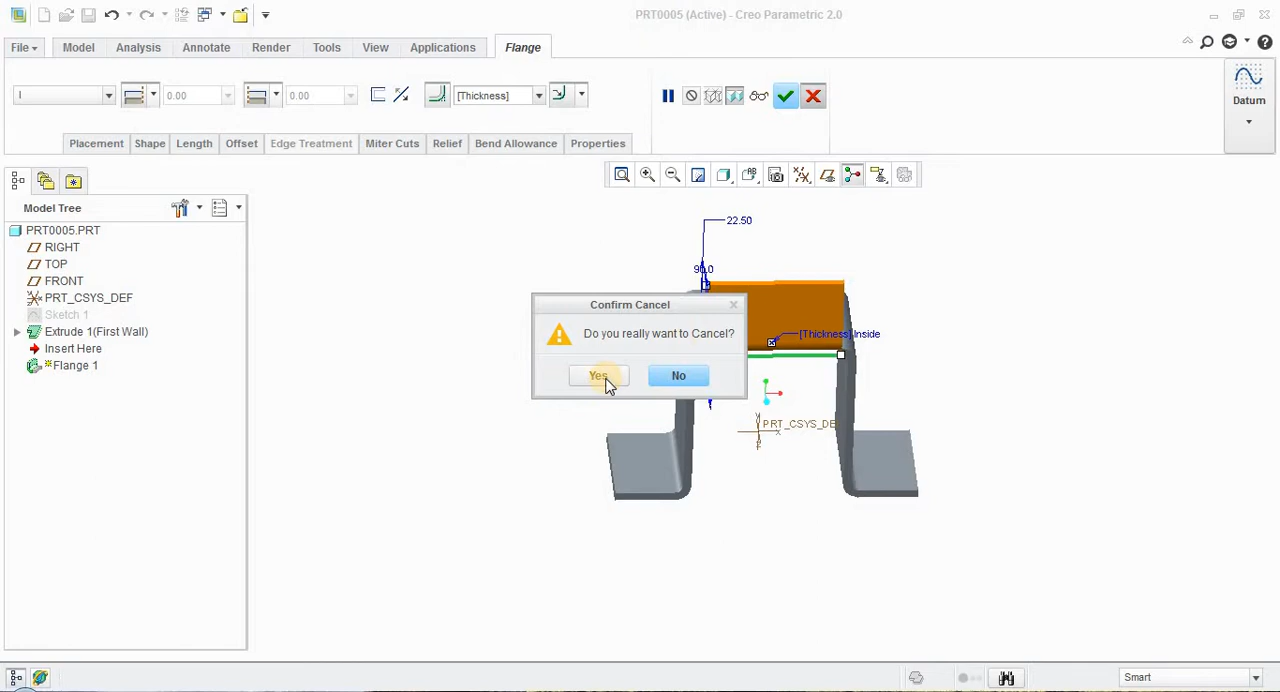 PRT0005 (Active) - Creo Parametric 2.0
File Model Analysis Annotate Render Tools View Applications Flange
I 0.00 0.00 [Thickness]
Datum
Placement Shape Length Offset Edge Treatment Miter Cuts Relief Bend Allowance Properties
Model Tree
PRT0005.PRT
RIGHT
TOP
FRONT
PRT_CSYS_DEF
Sketch 1
Extrude 1(First Wall)
Insert Here
Flange 1
22.50
90.0
Confirm Cancel
Do you really want to Cancel?
Yes No
[Thickness] Inside
PRT_CSYS_DEF
Smart